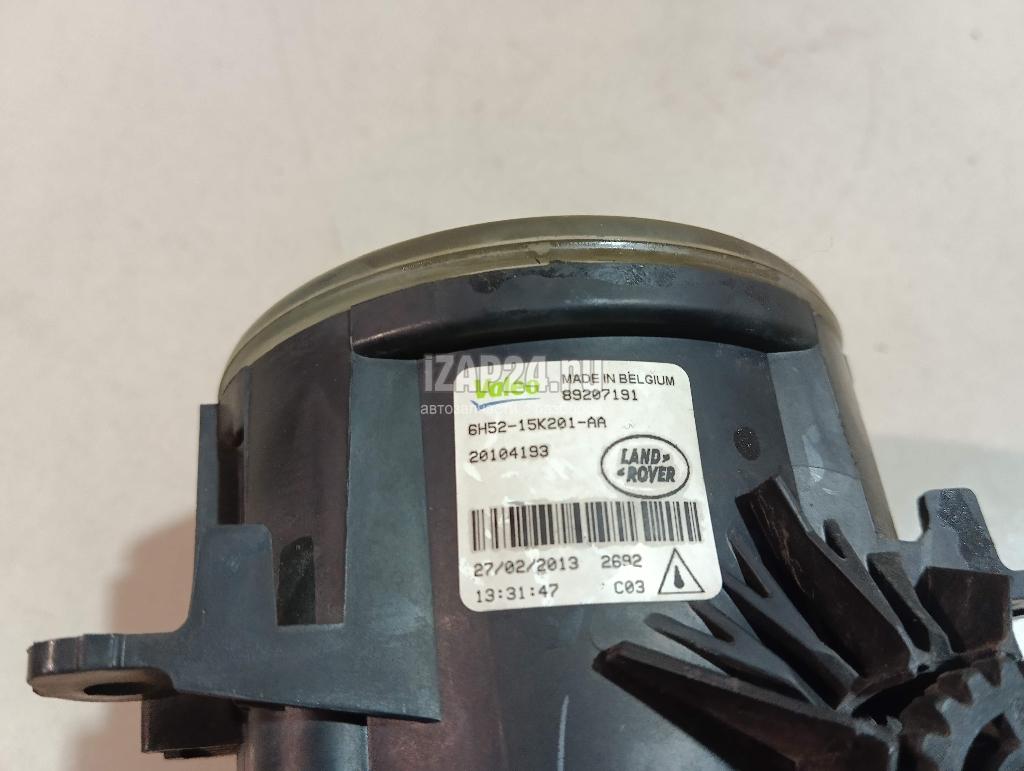 iZAP24.ru
Valeo MADE IN BELGIUM
89207191
автозапчасти с разбора
6H52-15K201-AA
20104193
LAND
ROVER
27/02/2013 2692
13:31:47 C03